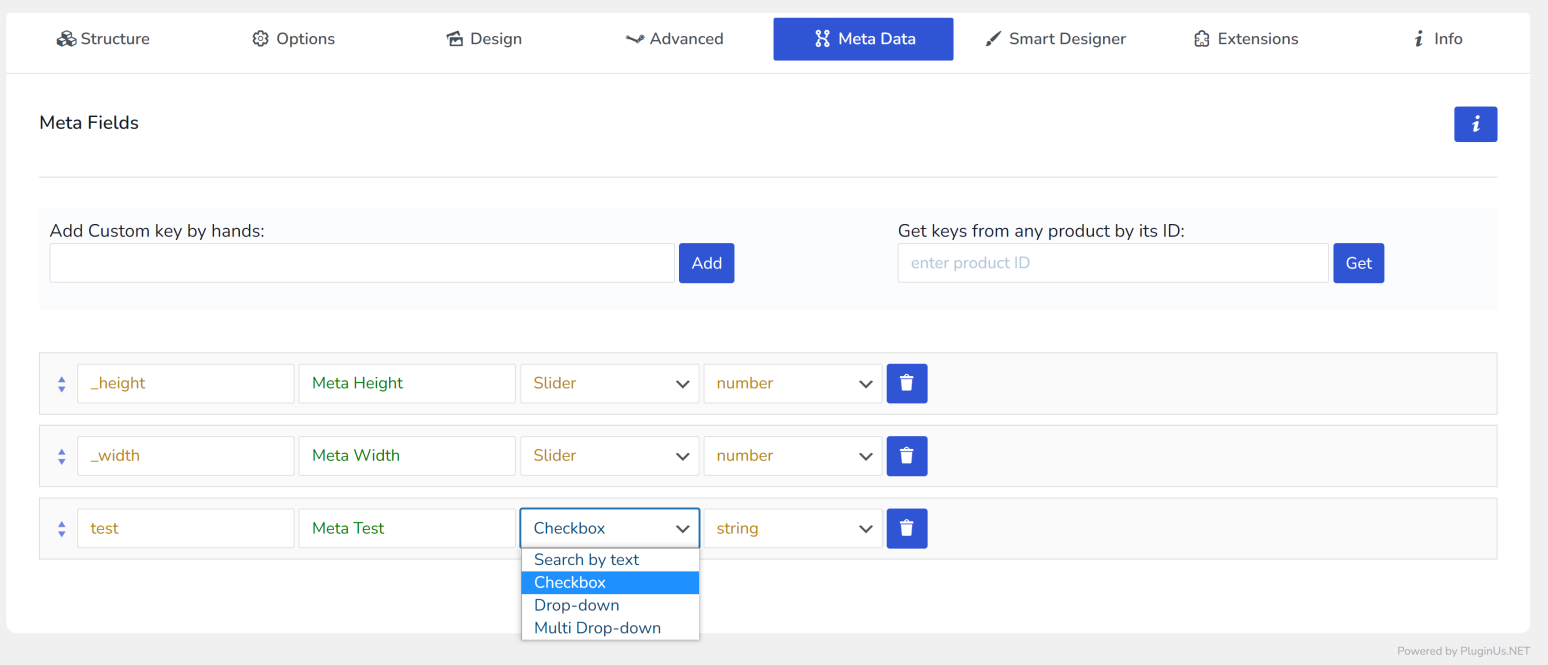 Structure Options Design Advanced Meta Data Smart Designer Extensions Info
Meta Fields
Add Custom key by hands: Get keys from any product by its ID:
Add enter product ID Get
_height Meta Height Slider number
_width Meta Width Slider number
test Meta Test Checkbox string
Search by text
Checkbox
Drop-down
Multi Drop-down
Powered by PluginUs.NET